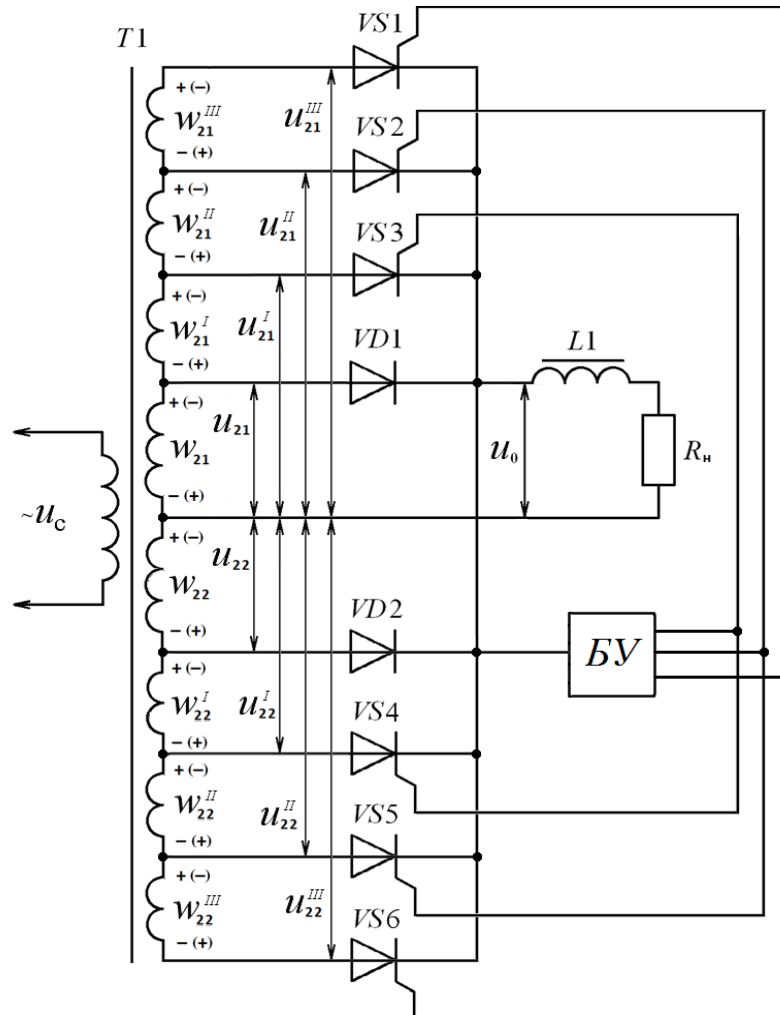 T1
VS1
+ (−)
w₂₁ᴵᴵᴵ
− (+)
u₂₁ᴵᴵᴵ
VS2
+ (−)
w₂₁ᴵᴵ
− (+)
u₂₁ᴵᴵ
VS3
+ (−)
w₂₁ᴵ
− (+)
u₂₁ᴵ
VD1
L1
+ (−)
w₂₁
− (+)
u₂₁
u₀
Rн
~uс
+ (−)
w₂₂
− (+)
u₂₂
VD2
БУ
+ (−)
w₂₂ᴵ
− (+)
u₂₂ᴵ
VS4
+ (−)
w₂₂ᴵᴵ
− (+)
u₂₂ᴵᴵ
VS5
+ (−)
w₂₂ᴵᴵᴵ
− (+)
u₂₂ᴵᴵᴵ
VS6